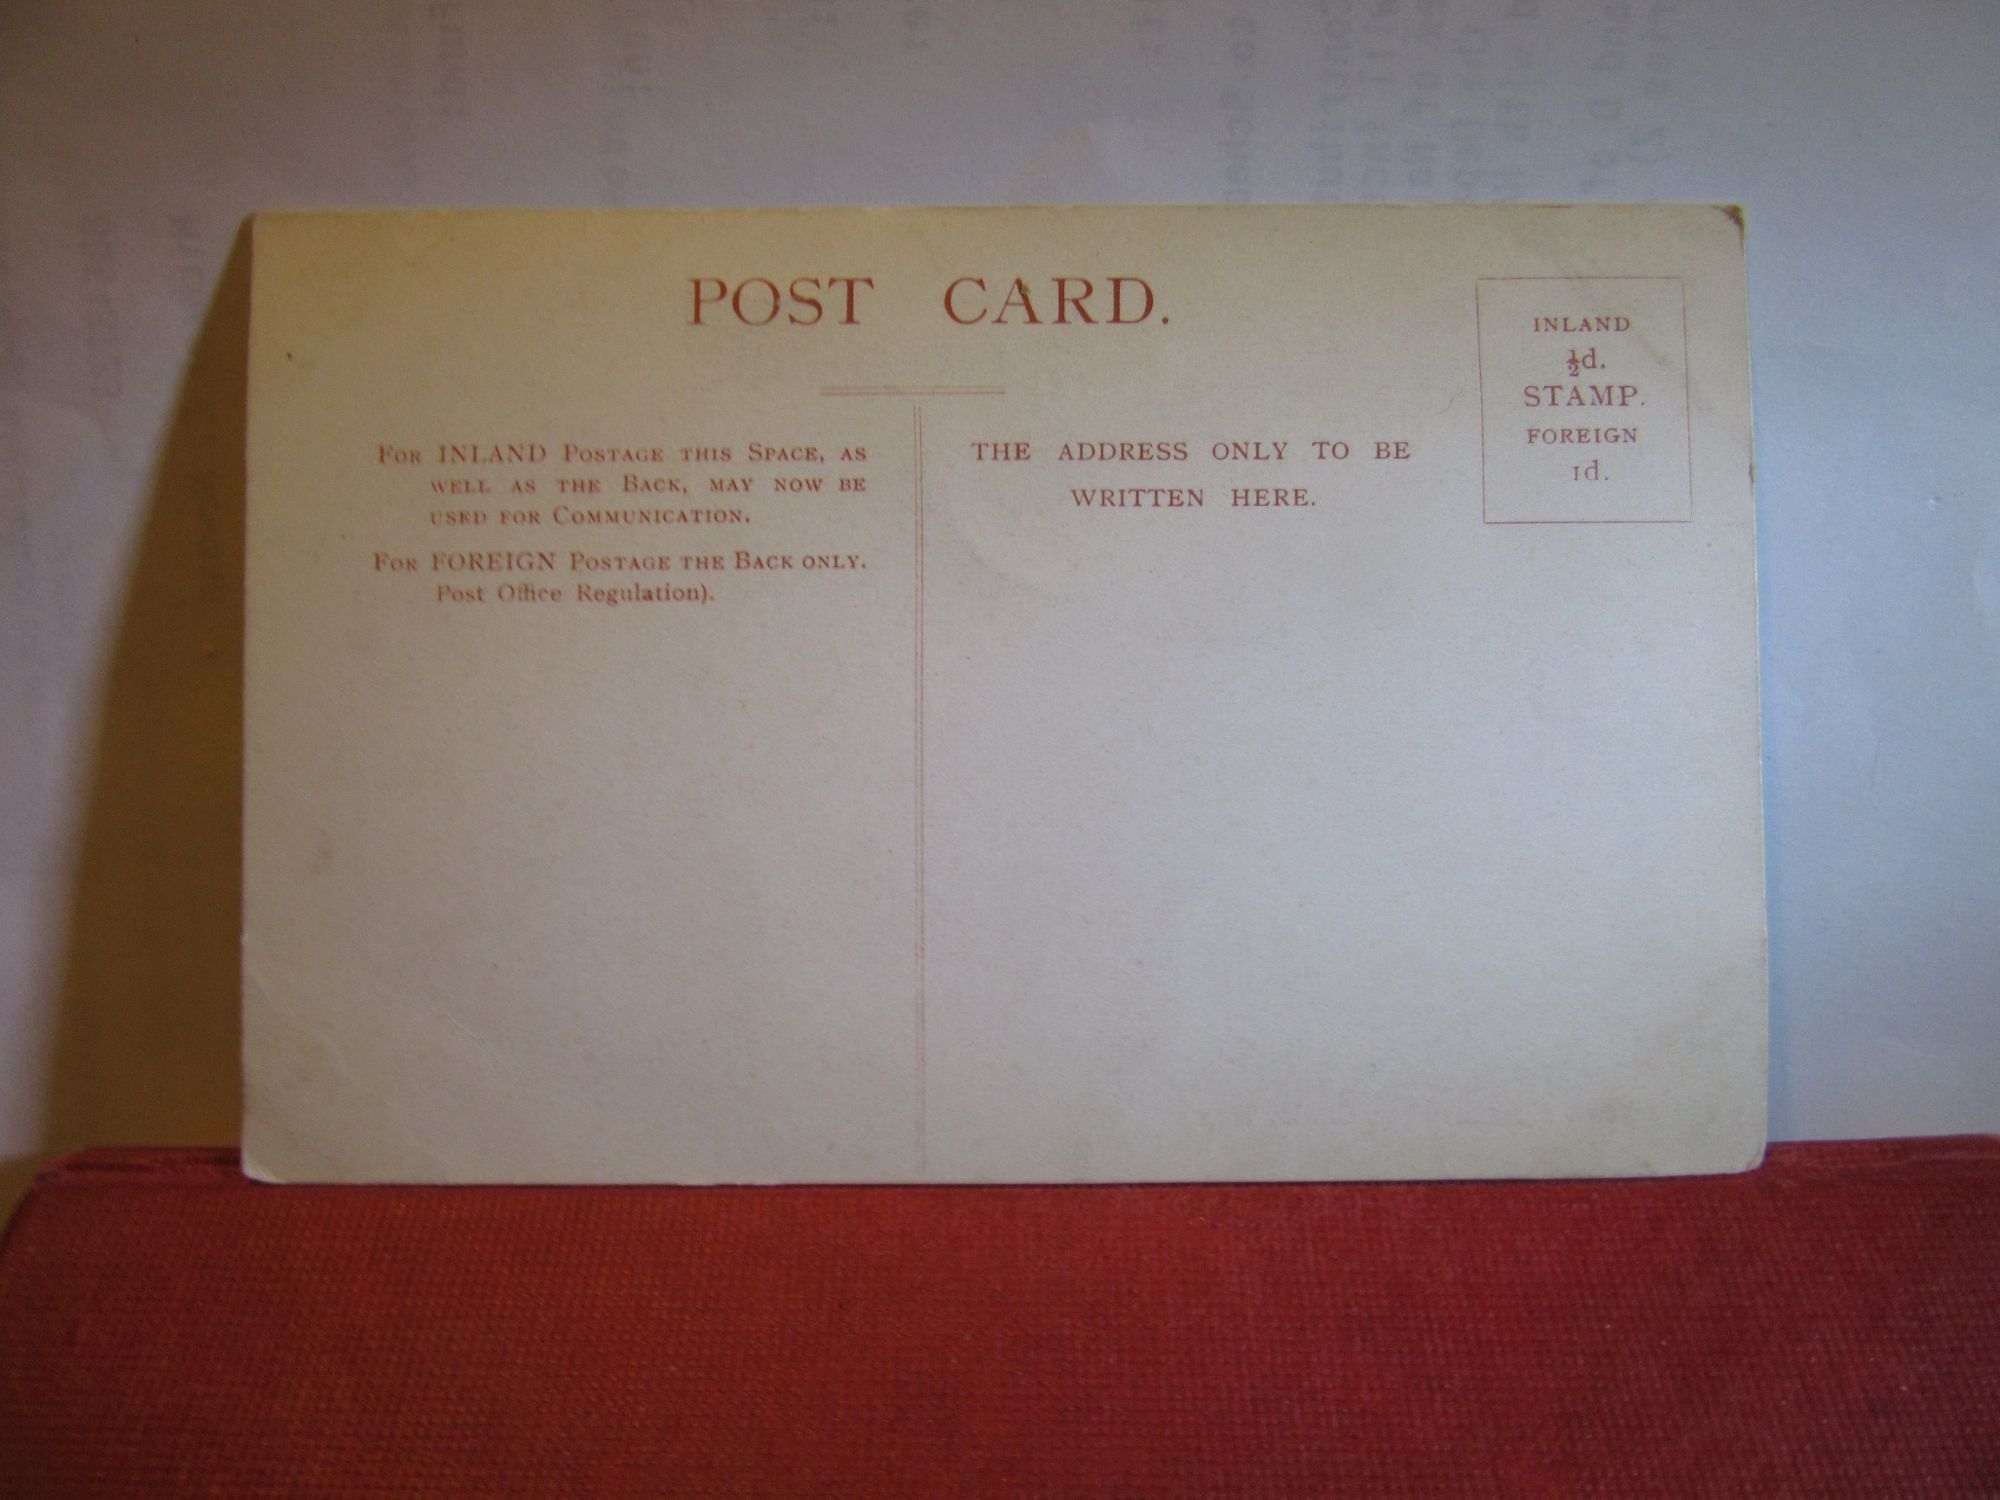 POST CARD.
INLAND
½d.
STAMP.
FOREIGN
1d.
For INLAND Postage this Space, as
well as the Back, may now be
used for Communication.
For FOREIGN Postage the Back only.
Post Office Regulation).
THE ADDRESS ONLY TO BE
WRITTEN HERE.